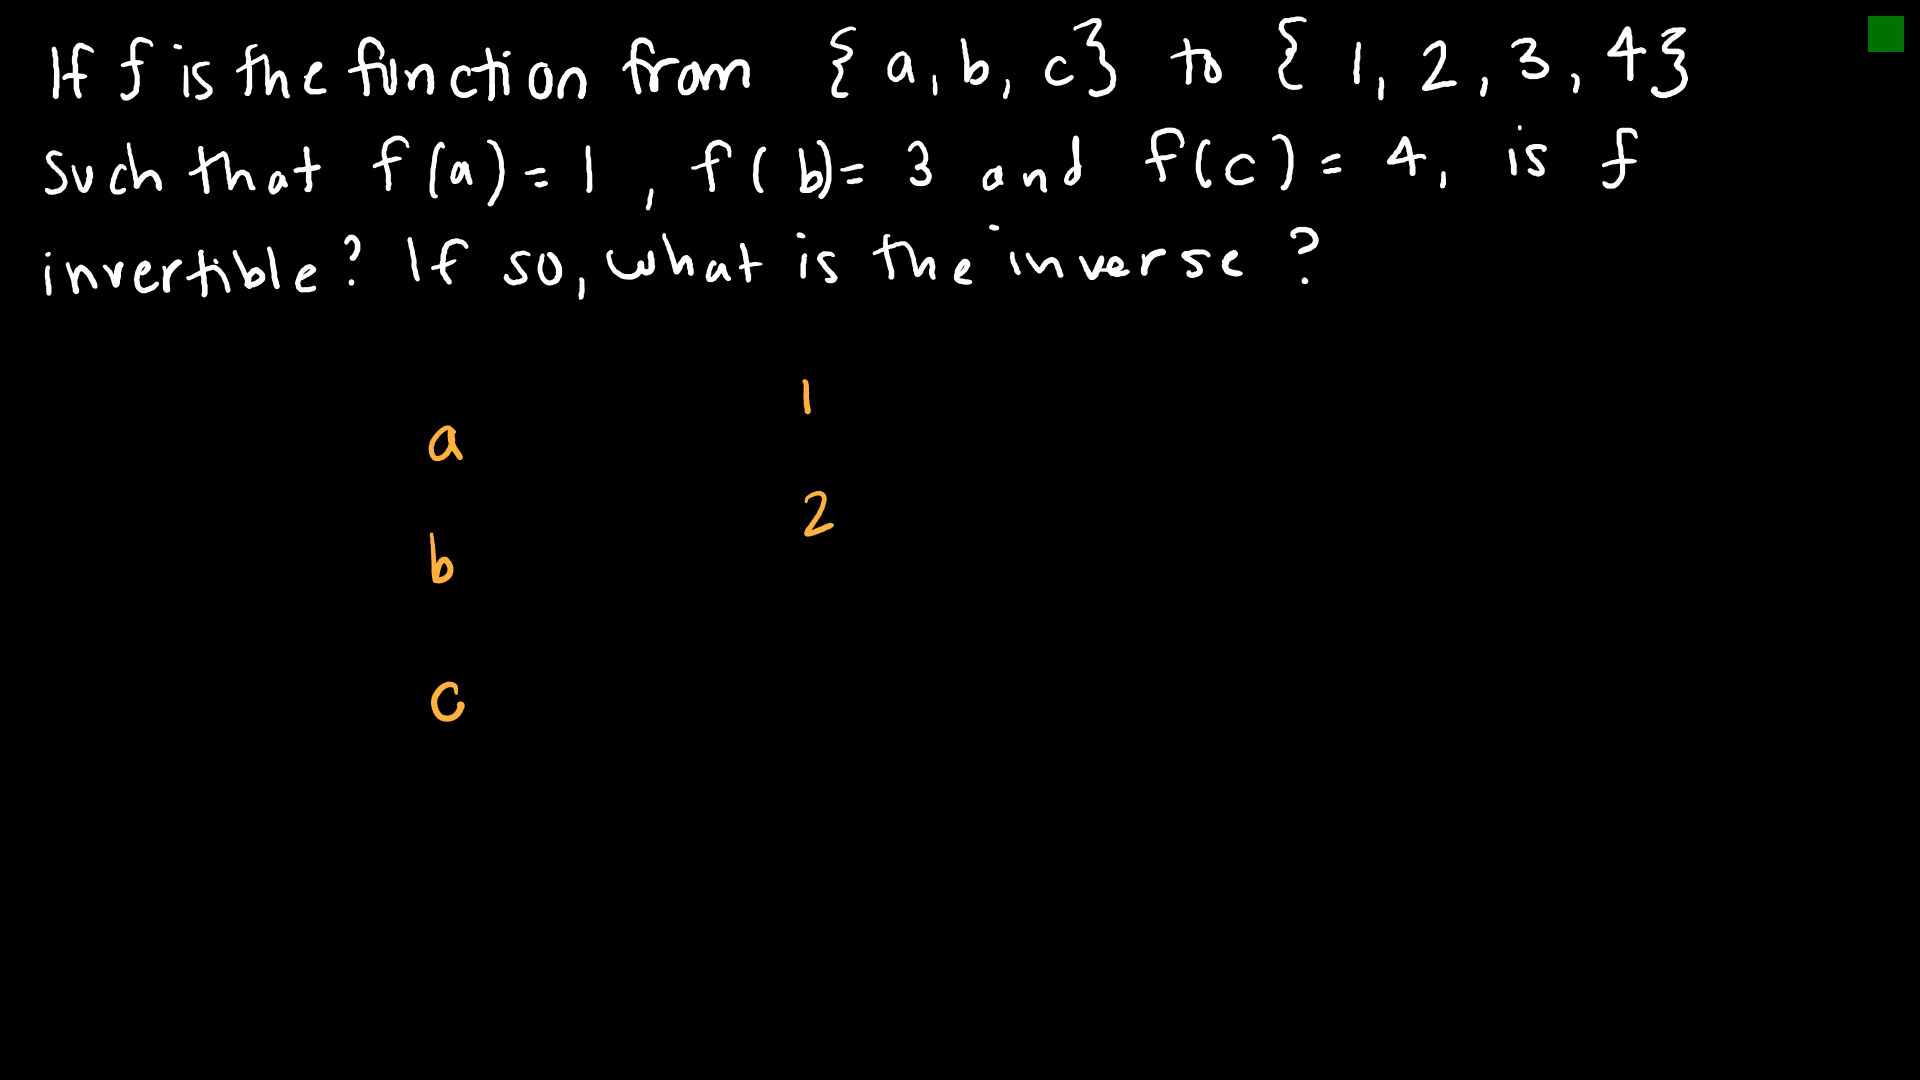 If f is the function from { a, b, c} to { 1, 2, 3, 4}
Such that f(a) = 1, f(b)= 3 and f(c) = 4, is f
invertible? If so, what is the inverse?
1
a
2
b
c